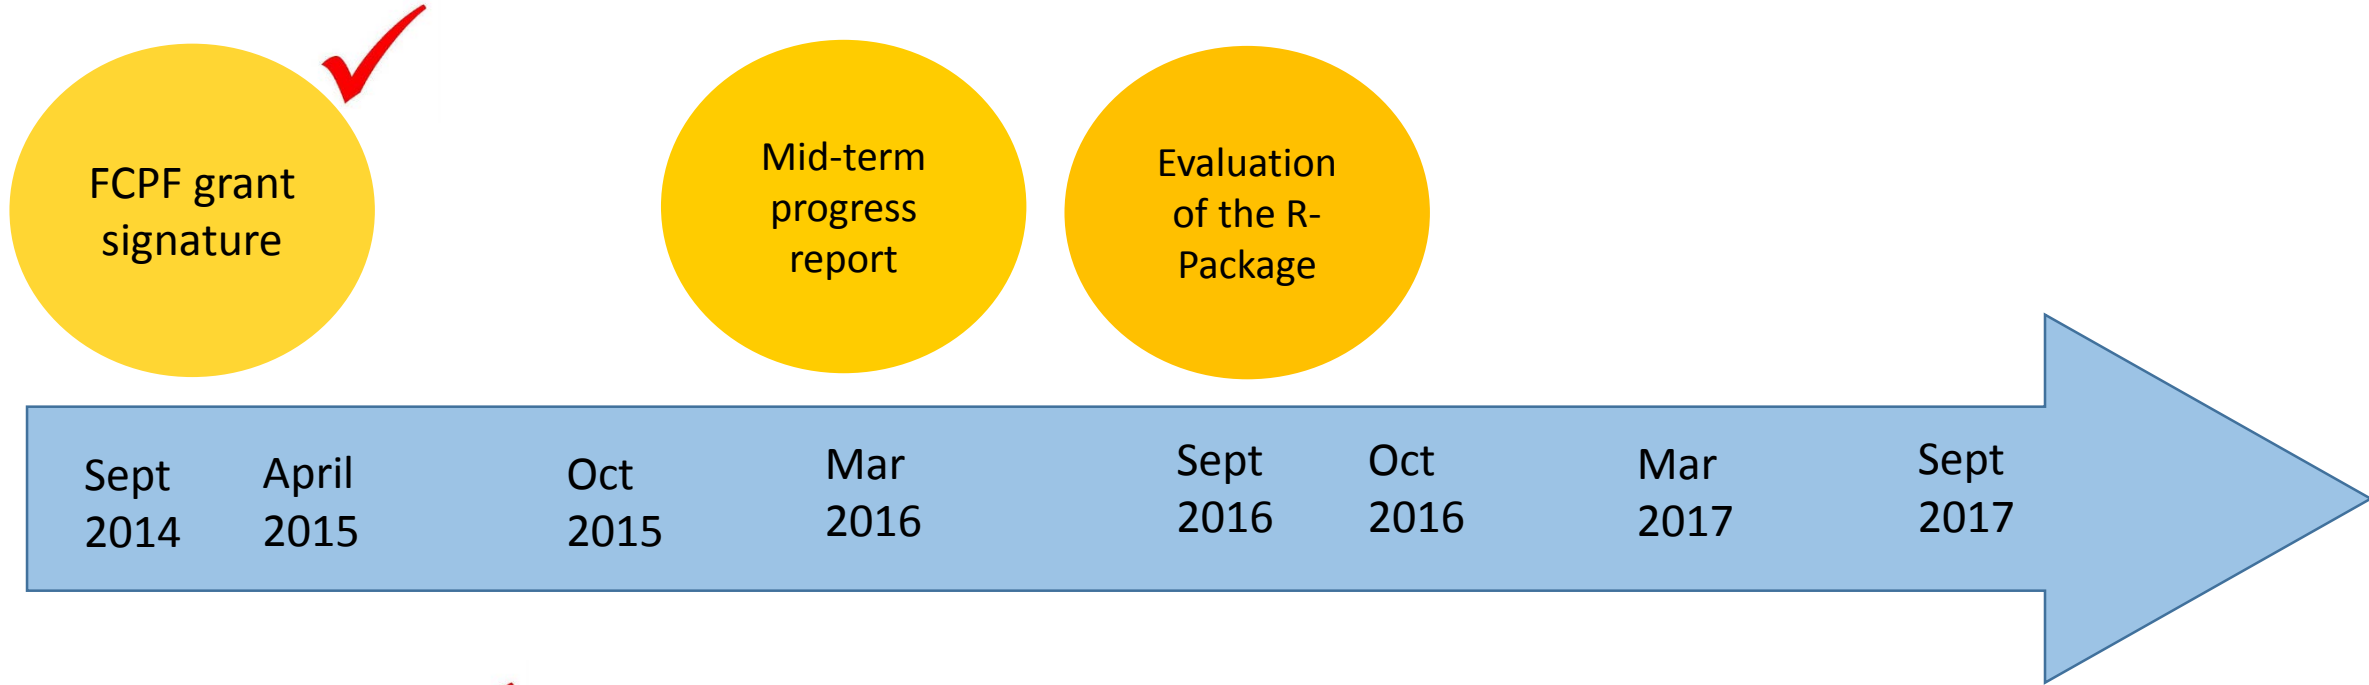 FCPF grant
signature
Mid-term
progress
report
Evaluation
of the R-
Package
Sept
2014
April
2015
Oct
2015
Mar
2016
Sept
2016
Oct
2016
Mar
2017
Sept
2017